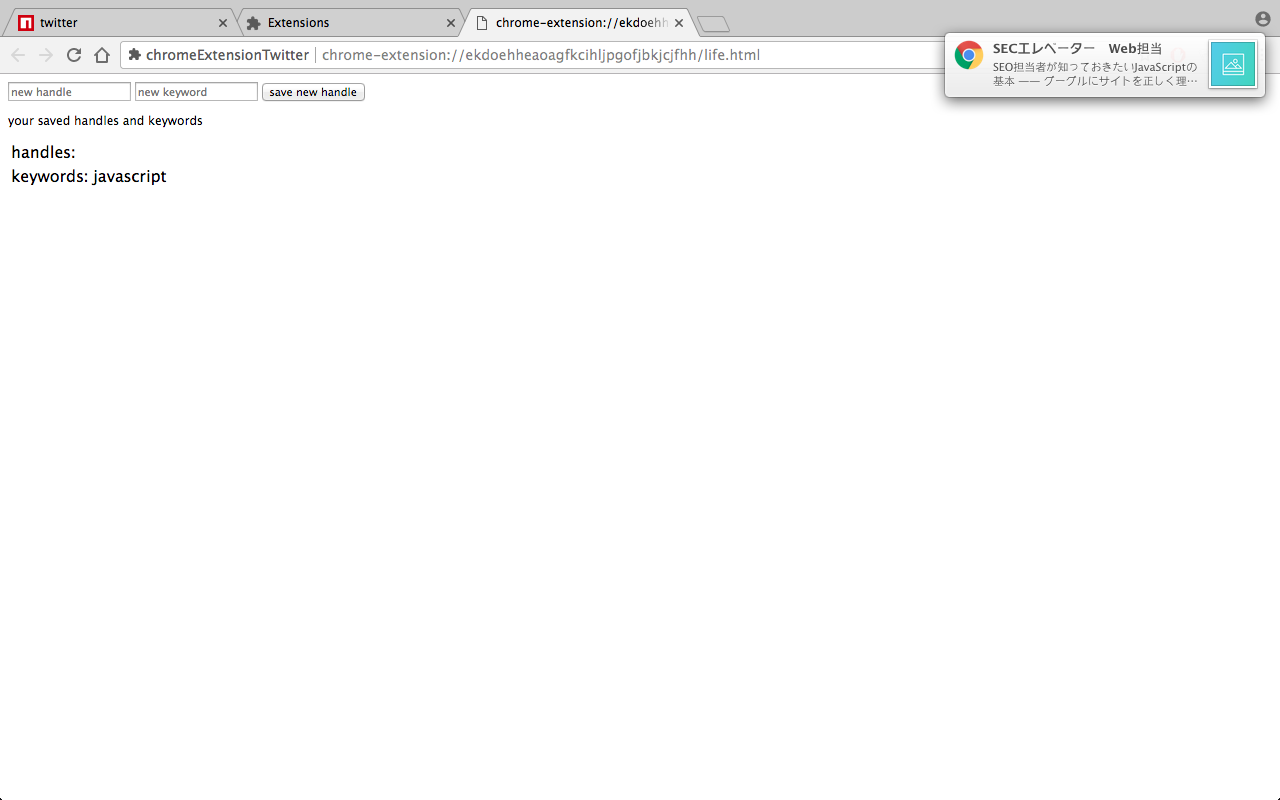 twitter
Extensions
chrome-extension://ekdoehh
chromeExtensionTwitter
chrome-extension://ekdoehheaoagfkcihljpgofjbkjcjfhh/life.html
SECエレベーター　Web担当
SEO担当者が知っておきたいJavaScriptの
基本 —— グーグルにサイトを正しく理…
new handle
new keyword
save new handle
your saved handles and keywords
handles:
keywords: javascript